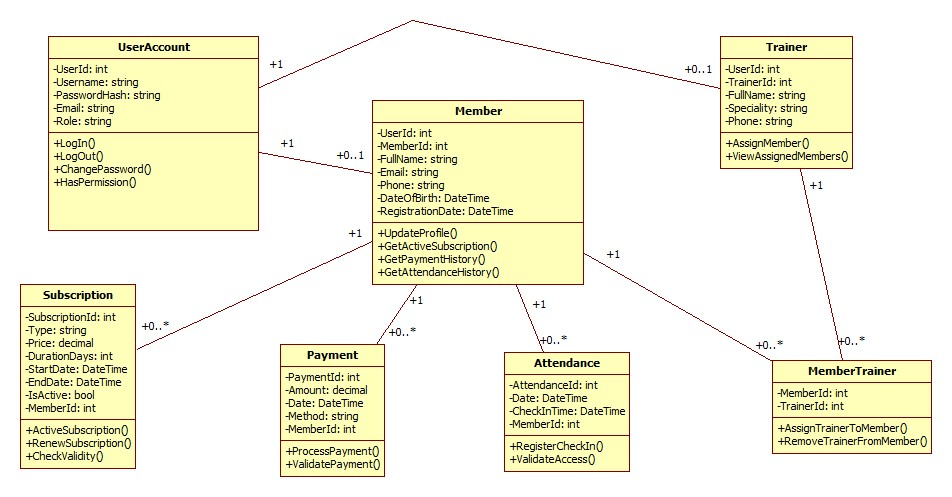 UserAccount
-UserId: int
-Username: string
-PasswordHash: string
-Email: string
-Role: string
+LogIn()
+LogOut()
+ChangePassword()
+HasPermission()
+1
+0..1
Trainer
-UserId: int
-TrainerId: int
-FullName: string
-Speciality: string
-Phone: string
+AssignMember()
+ViewAssignedMembers()
+1
+0..1
Member
-UserId: int
-MemberId: int
-FullName: string
-Email: string
-Phone: string
-DateOfBirth: DateTime
-RegistrationDate: DateTime
+UpdateProfile()
+GetActiveSubscription()
+GetPaymentHistory()
+GetAttendanceHistory()
+1
+1
+1
+1
+1
+0..*
+0..*
+0..*
+0..*
+0..*
Subscription
-SubscriptionId: int
-Type: string
-Price: decimal
-DurationDays: int
-StartDate: DateTime
-EndDate: DateTime
-IsActive: bool
-MemberId: int
+ActiveSubscription()
+RenewSubscription()
+CheckValidity()
Payment
-PaymentId: int
-Amount: decimal
-Date: DateTime
-Method: string
-MemberId: int
+ProcessPayment()
+ValidatePayment()
Attendance
-AttendanceId: int
-Date: DateTime
-CheckInTime: DateTime
-MemberId: int
+RegisterCheckIn()
+ValidateAccess()
MemberTrainer
-MemberId: int
-TrainerId: int
+AssignTrainerToMember()
+RemoveTrainerFromMember()